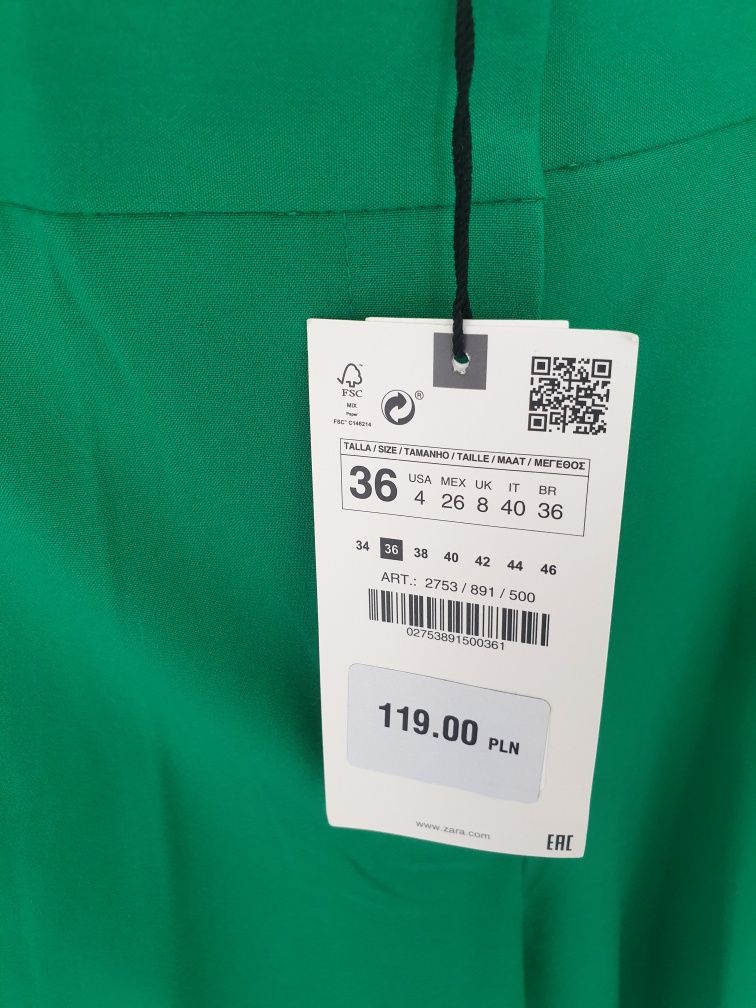 FSC
MIX
Paper
FSC® C146214
®
TALLA / SIZE / TAMANHO / TAILLE / MAAT / ΜΕΓΕΘΟΣ
36 USA 4 MEX 26 UK 8 IT 40 BR 36
34 36 38 40 42 44 46
ART.: 2753 / 891 / 500
02753891500361
119.00 PLN
www.zara.com
EAC